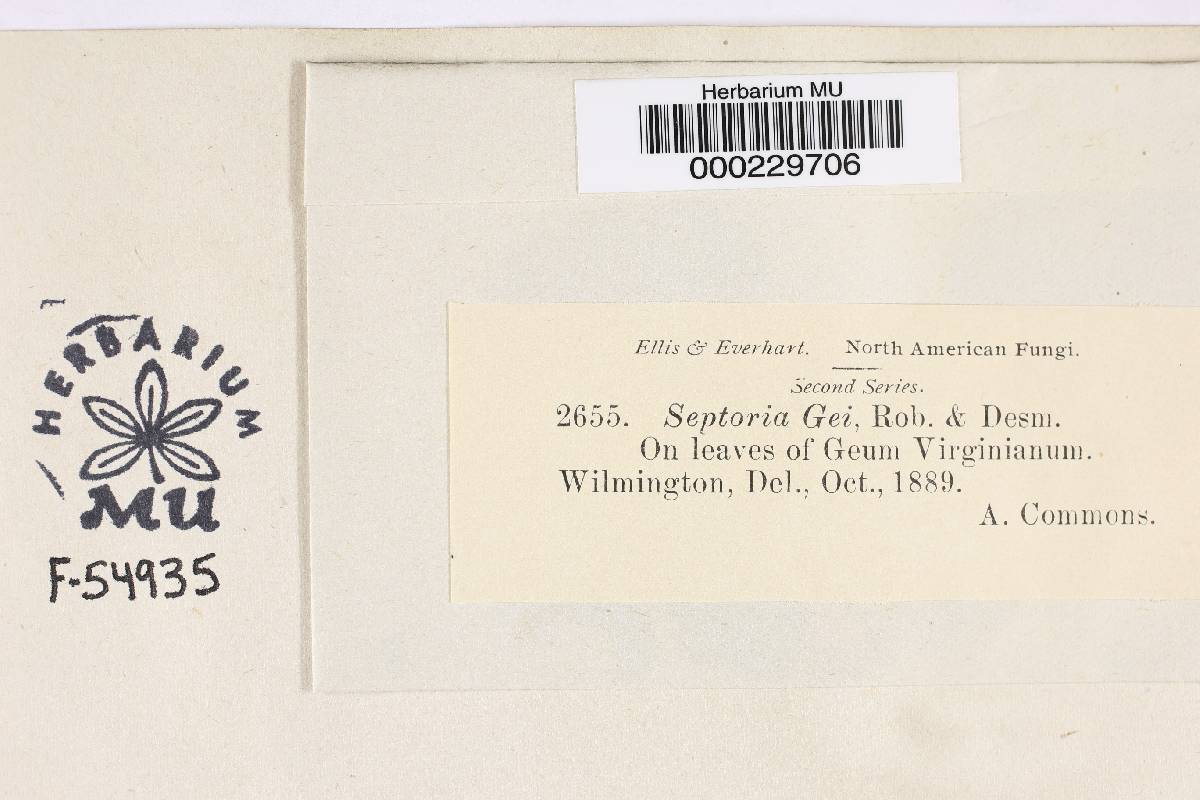 Herbarium MU
000229706
Ellis & Everhart. North American Fungi.
Second Series.
2655. Septoria Gei, Rob. & Desm.
On leaves of Geum Virginianum.
Wilmington, Del., Oct., 1889.
A. Commons.
HERBARIUM
MU
F-54935